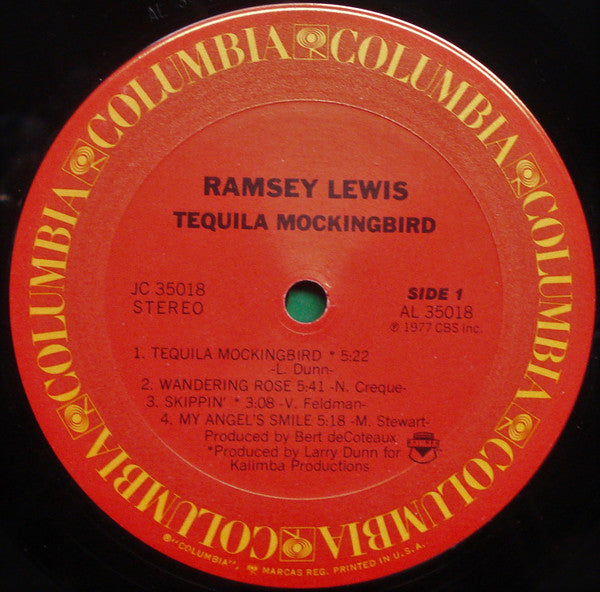 COLUMBIA COLUMBIA COLUMBIA COLUMBIA COLUMBIA COLUMBIA COLUMBIA COLUMBIA
RAMSEY LEWIS
TEQUILA MOCKINGBIRD
JC 35018
STEREO
SIDE 1
AL 35018
℗ 1977 CBS Inc.
1. TEQUILA MOCKINGBIRD * 5:22
-L. Dunn-
2. WANDERING ROSE 5:41 -N. Creque-
3. SKIPPIN' * 3:08 -V. Feldman-
4. MY ANGEL'S SMILE 5:18 -M. Stewart-
Produced by Bert deCoteaux
*Produced by Larry Dunn for
Kalimba Productions
®"COLUMBIA", MARCAS REG. PRINTED IN U.S.A.